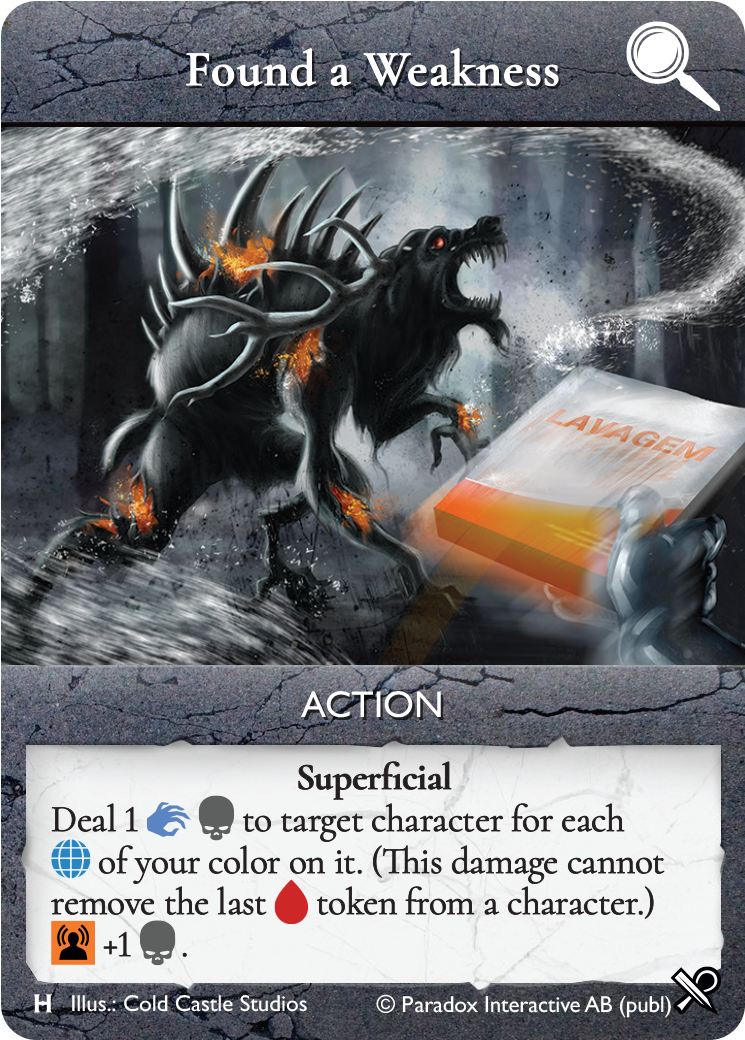 Found a Weakness
LAVAGEM
ACTION
Superficial
Deal 1 to target character for each
of your color on it. (This damage cannot
remove the last token from a character.)
+1 .
H Illus.: Cold Castle Studios © Paradox Interactive AB (publ)